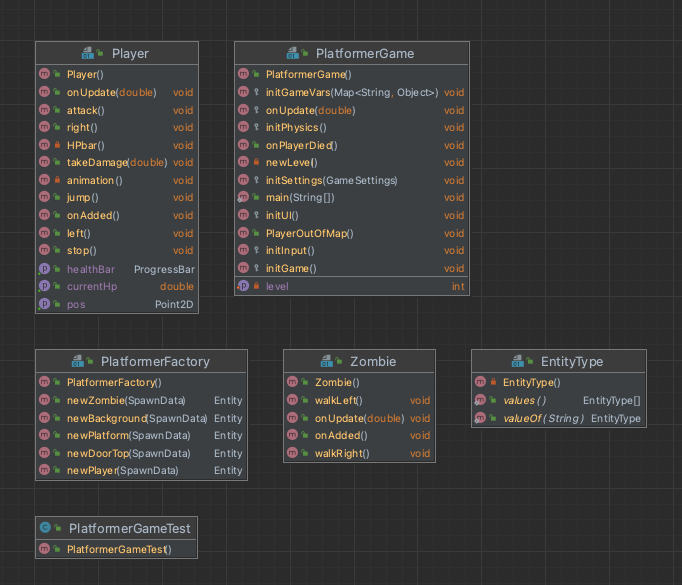 Player
Player()
onUpdate(double) void
attack() void
right() void
HPbar() void
takeDamage(double) void
animation() void
jump() void
onAdded() void
left() void
stop() void
healthBar ProgressBar
currentHp double
pos Point2D
PlatformerGame
PlatformerGame()
initGameVars(Map<String, Object>) void
onUpdate(double) void
initPhysics() void
onPlayerDied() void
newLevel() void
initSettings(GameSettings) void
main(String[]) void
initUI() void
PlayerOutOfMap() void
initInput() void
initGame() void
level int
PlatformerFactory
PlatformerFactory()
newZombie(SpawnData) Entity
newBackground(SpawnData) Entity
newPlatform(SpawnData) Entity
newDoorTop(SpawnData) Entity
newPlayer(SpawnData) Entity
Zombie
Zombie()
walkLeft() void
onUpdate(double) void
onAdded() void
walkRight() void
EntityType
EntityType()
values() EntityType[]
valueOf(String) EntityType
PlatformerGameTest
PlatformerGameTest()